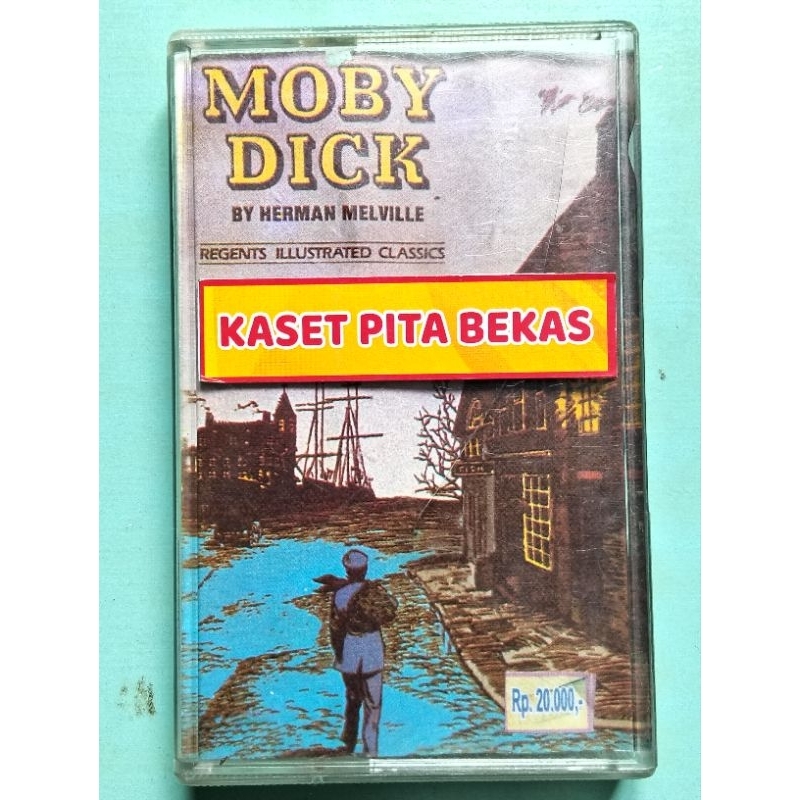 MOBY
DICK
BY HERMAN MELVILLE
REGENTS ILLUSTRATED CLASSICS
KASET PITA BEKAS
Rp. 20.000,-